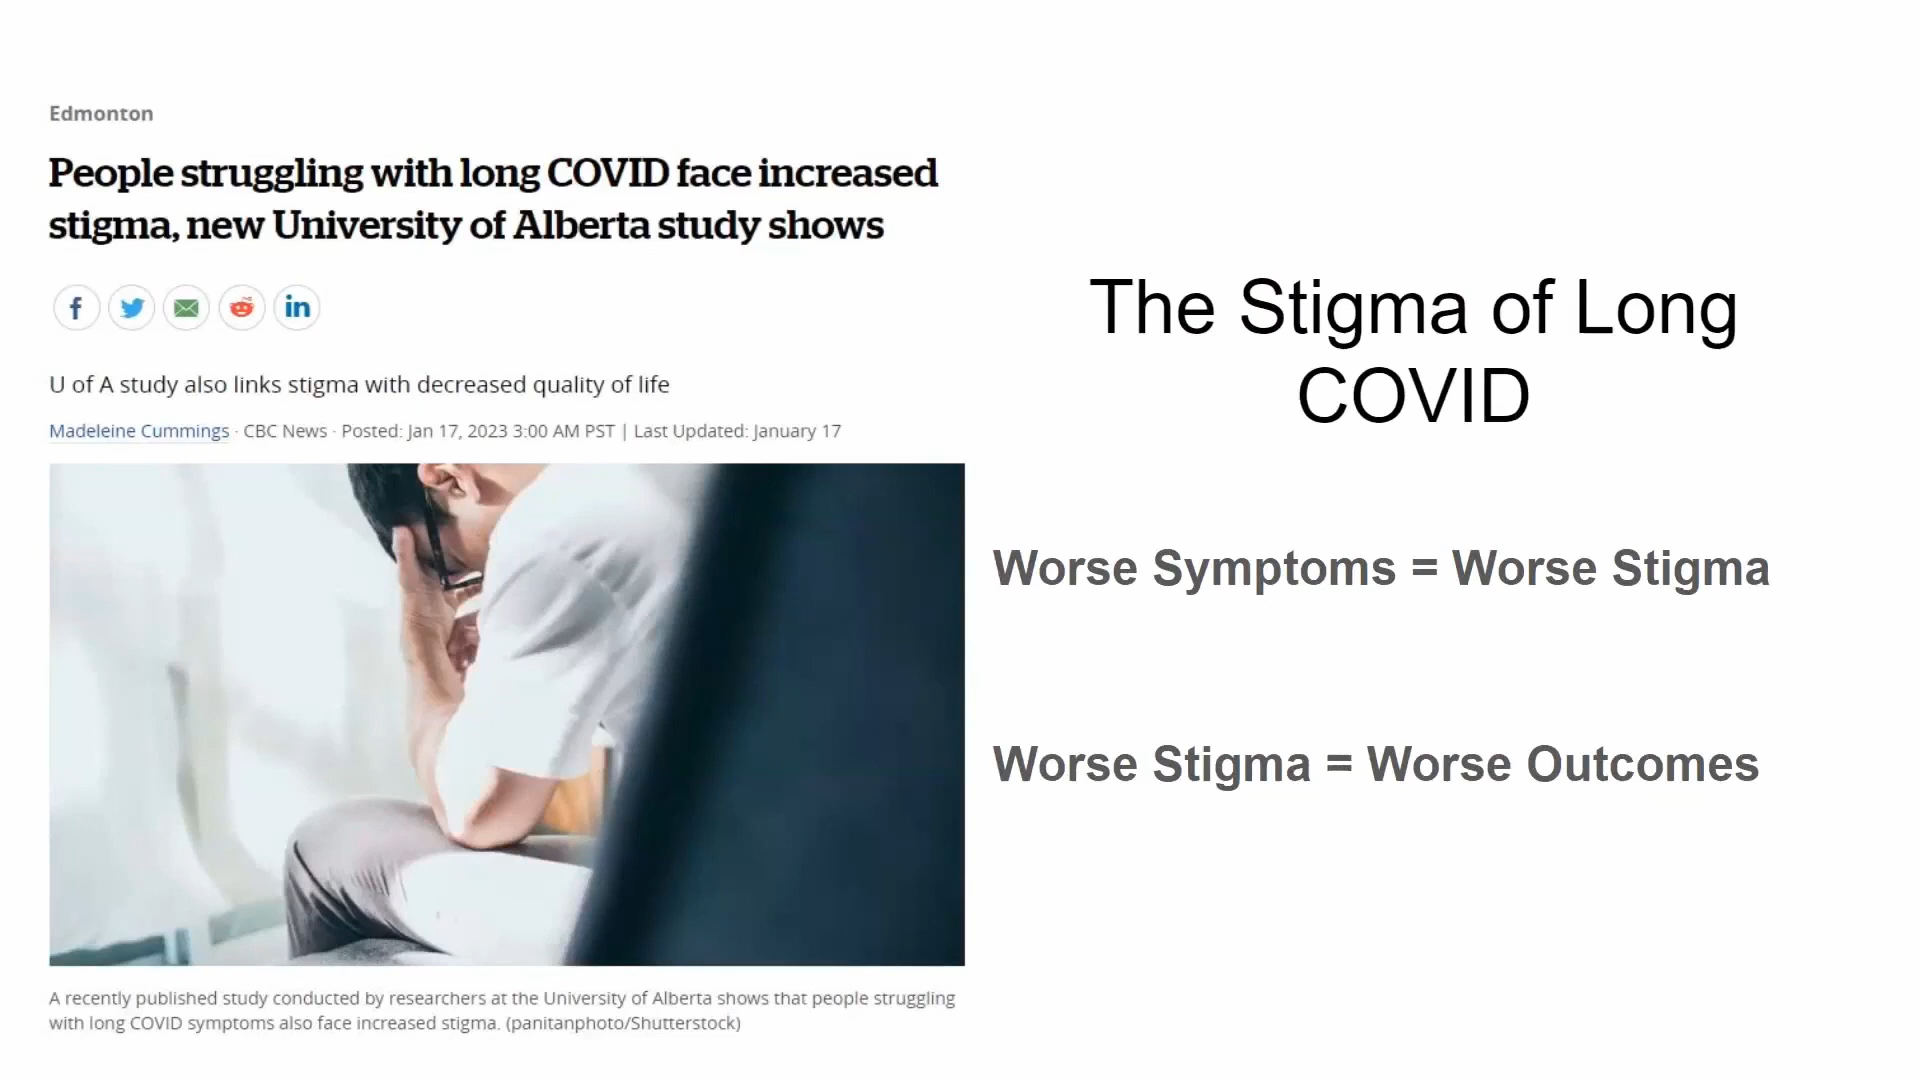 Edmonton
People struggling with long COVID face increased
stigma, new University of Alberta study shows
U of A study also links stigma with decreased quality of life
Madeleine Cummings · CBC News · Posted: Jan 17, 2023 3:00 AM PST | Last Updated: January 17
A recently published study conducted by researchers at the University of Alberta shows that people struggling
with long COVID symptoms also face increased stigma. (panitanphoto/Shutterstock)
The Stigma of Long
COVID
Worse Symptoms = Worse Stigma
Worse Stigma = Worse Outcomes